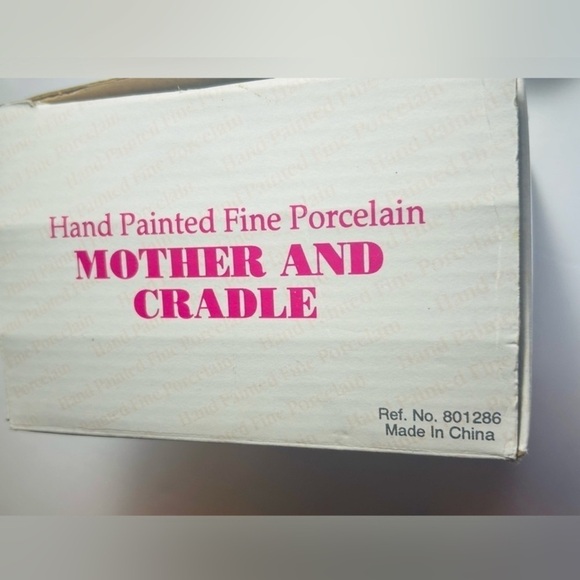 Hand Painted Fine Porcelain
MOTHER AND
CRADLE
Ref. No. 801286
Made In China